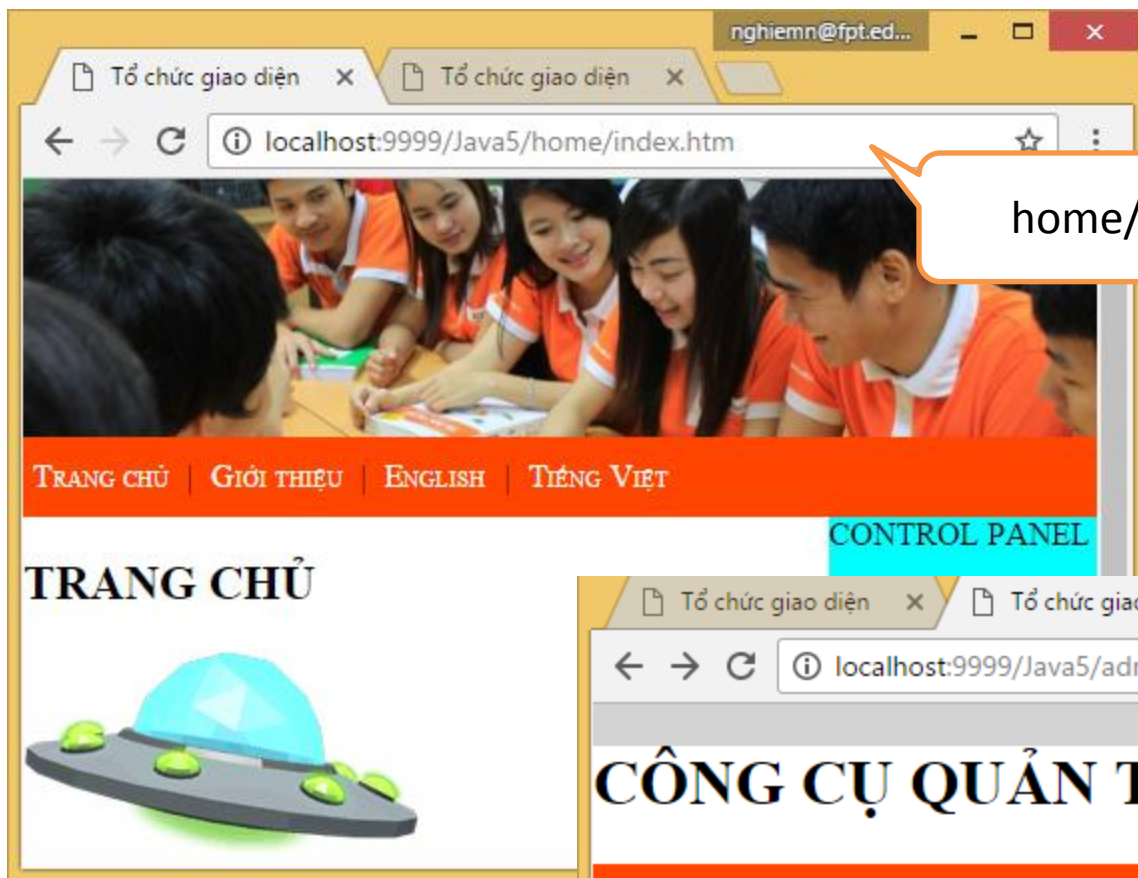 nghiemn@fpt.ed...
Tổ chức giao diện
Tổ chức giao diện
localhost:9999/Java5/home/index.htm
home/
TRANG CHỦ | GIỚI THIỆU | ENGLISH | TIẾNG VIỆT
CONTROL PANEL
TRANG CHỦ
Tổ chức giao diện
Tổ chức giao
localhost:9999/Java5/adm
CÔNG CỤ QUẢN T